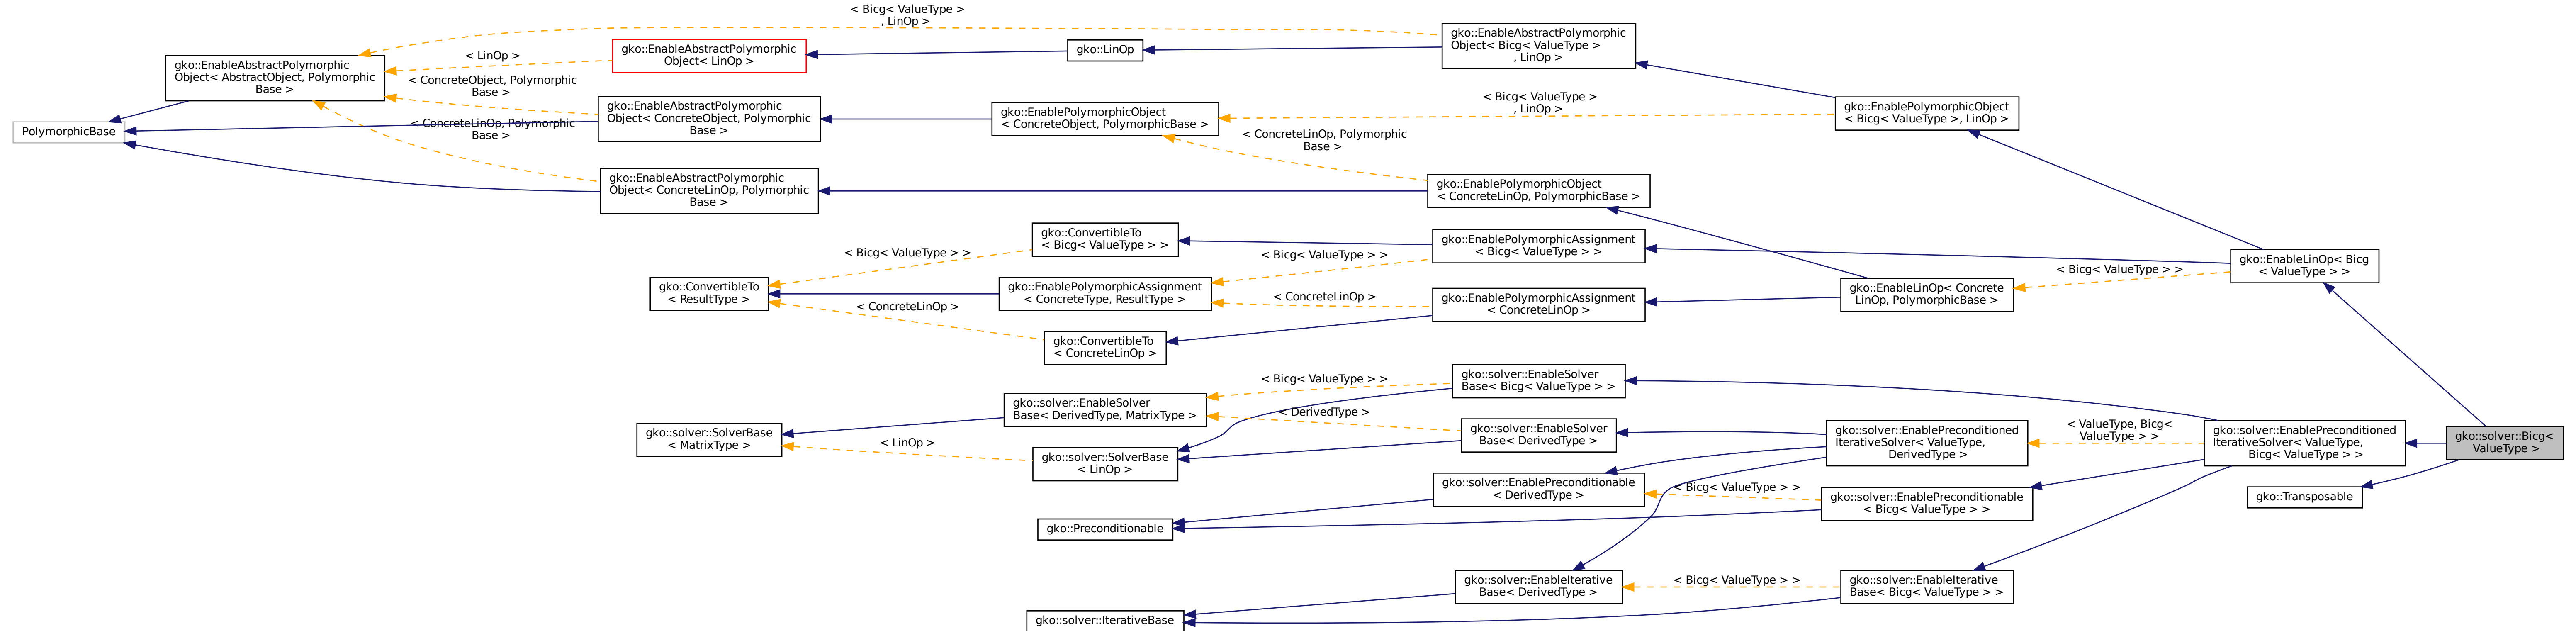 PolymorphicBase
gko::EnableAbstractPolymorphic
Object< AbstractObject, Polymorphic
Base >
< Bicg< ValueType >
, LinOp >
< LinOp >
< ConcreteObject, Polymorphic
Base >
< ConcreteLinOp, Polymorphic
Base >
gko::EnableAbstractPolymorphic
Object< LinOp >
gko::EnableAbstractPolymorphic
Object< ConcreteObject, Polymorphic
Base >
gko::EnableAbstractPolymorphic
Object< ConcreteLinOp, Polymorphic
Base >
gko::LinOp
gko::EnablePolymorphicObject
< ConcreteObject, PolymorphicBase >
gko::EnableAbstractPolymorphic
Object< Bicg< ValueType >
, LinOp >
< Bicg< ValueType >
, LinOp >
< ConcreteLinOp, Polymorphic
Base >
gko::EnablePolymorphicObject
< ConcreteLinOp, PolymorphicBase >
gko::EnablePolymorphicObject
< Bicg< ValueType >, LinOp >
gko::ConvertibleTo
< ResultType >
< Bicg< ValueType > >
< ConcreteLinOp >
gko::ConvertibleTo
< Bicg< ValueType > >
gko::EnablePolymorphicAssignment
< ConcreteType, ResultType >
gko::ConvertibleTo
< ConcreteLinOp >
< Bicg< ValueType > >
< ConcreteLinOp >
gko::EnablePolymorphicAssignment
< Bicg< ValueType > >
gko::EnablePolymorphicAssignment
< ConcreteLinOp >
gko::EnableLinOp< Concrete
LinOp, PolymorphicBase >
< Bicg< ValueType > >
gko::EnableLinOp< Bicg
< ValueType > >
gko::solver::SolverBase
< MatrixType >
< LinOp >
gko::solver::EnableSolver
Base< DerivedType, MatrixType >
gko::solver::SolverBase
< LinOp >
< Bicg< ValueType > >
< DerivedType >
gko::solver::EnableSolver
Base< Bicg< ValueType > >
gko::solver::EnableSolver
Base< DerivedType >
gko::Preconditionable
gko::solver::EnablePreconditionable
< DerivedType >
< Bicg< ValueType > >
gko::solver::EnablePreconditionable
< Bicg< ValueType > >
gko::solver::EnablePreconditioned
IterativeSolver< ValueType,
DerivedType >
< ValueType, Bicg<
ValueType > >
gko::solver::EnablePreconditioned
IterativeSolver< ValueType,
Bicg< ValueType > >
gko::solver::Bicg<
ValueType >
gko::Transposable
gko::solver::IterativeBase
gko::solver::EnableIterative
Base< DerivedType >
< Bicg< ValueType > >
gko::solver::EnableIterative
Base< Bicg< ValueType > >